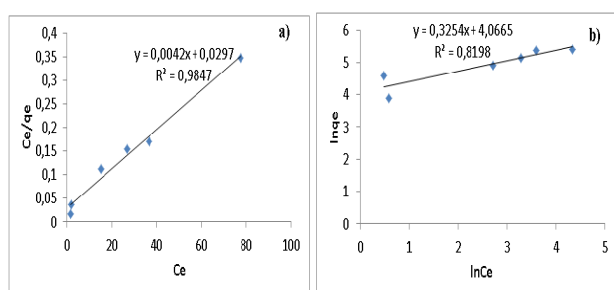 a)
y = 0,0042x + 0,0297
R² = 0,9847
Ce/qe
0,4
0,35
0,3
0,25
0,2
0,15
0,1
0,05
0
0 20 40 60 80 100
Ce
b)
y = 0,3254x + 4,0665
R² = 0,8198
lnqe
6
5
4
3
2
1
0
0 1 2 3 4 5
lnCe